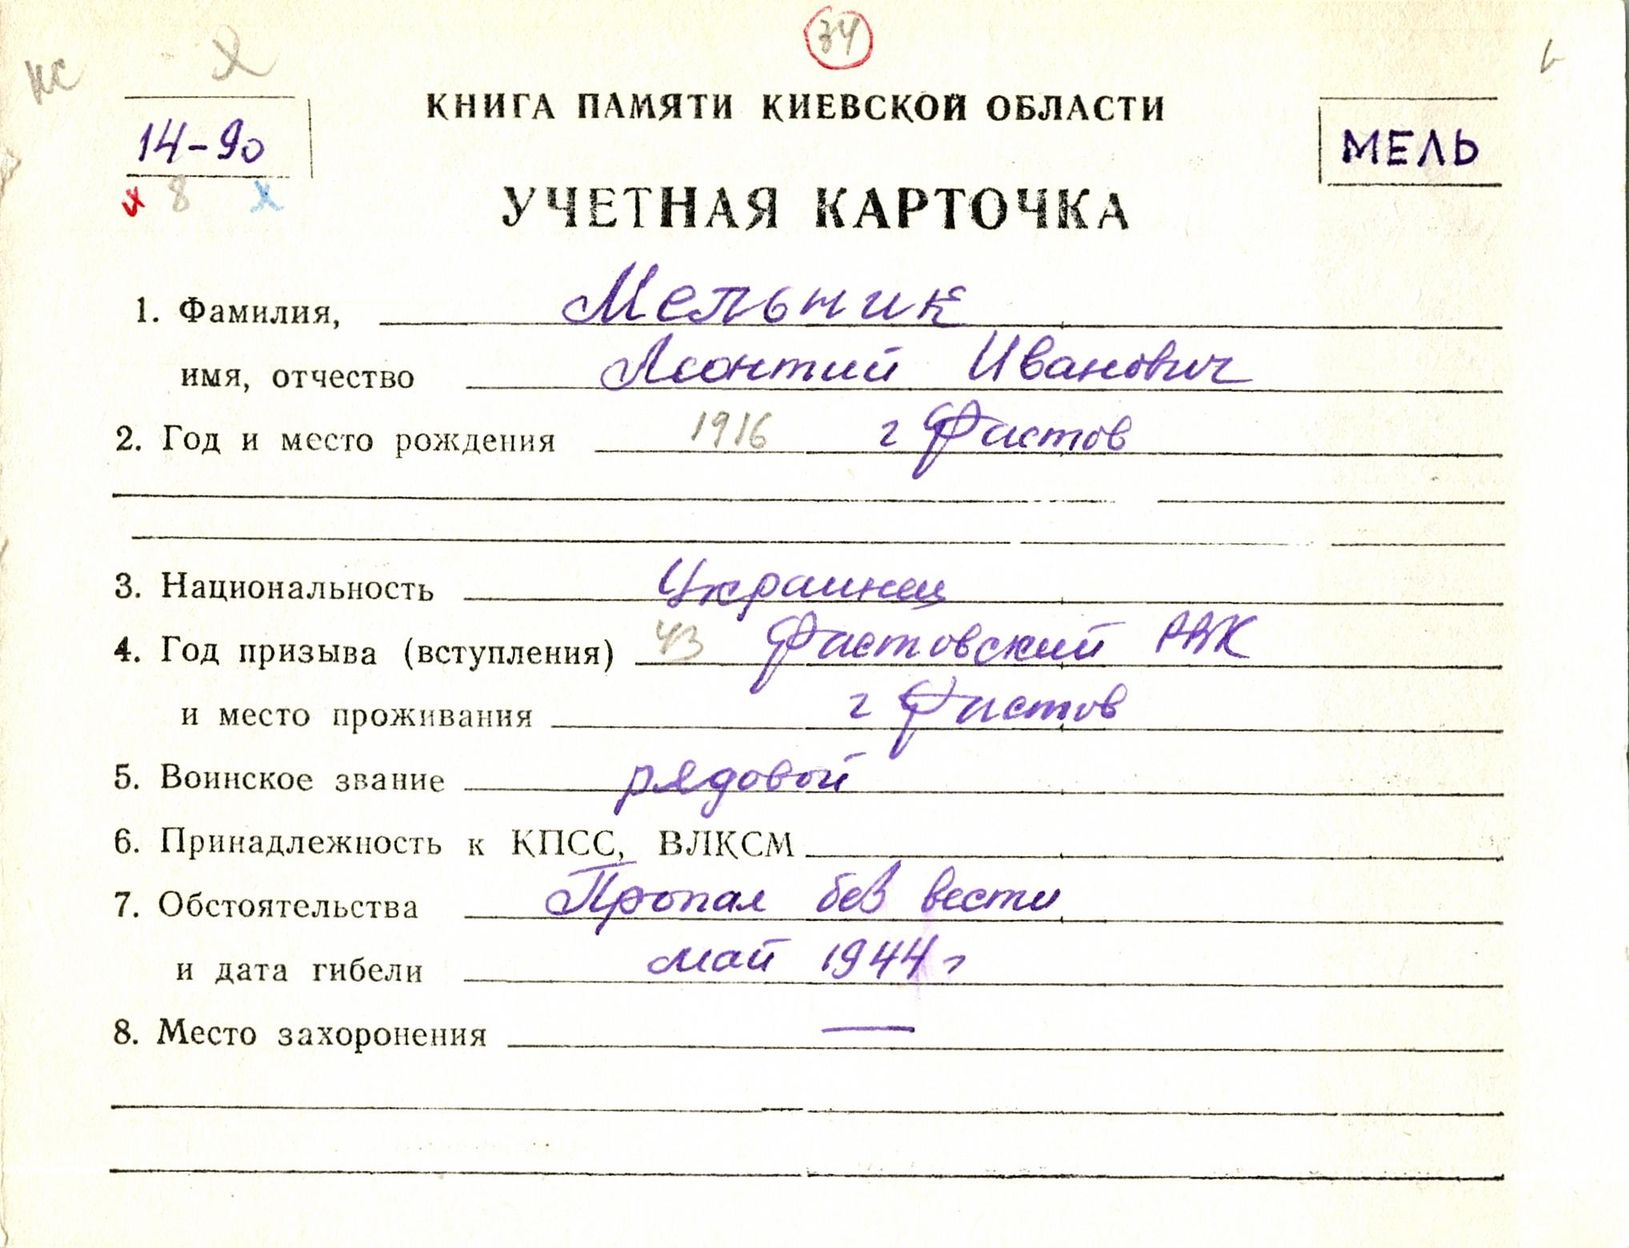 34
КНИГА ПАМЯТИ КИЕВСКОЙ ОБЛАСТИ
14-90
МЕЛЬ
8
УЧЕТНАЯ КАРТОЧКА
1. Фамилия, Мельник
имя, отчество Леонтий Иванович
2. Год и место рождения 1916 г Фастов
3. Национальность Украинец
4. Год призыва (вступления) 43 Фастовский РВК
и место проживания г Фастов
5. Воинское звание рядовой
6. Принадлежность к КПСС, ВЛКСМ
7. Обстоятельства Пропал без вести
и дата гибели май 1944 г
8. Место захоронения —